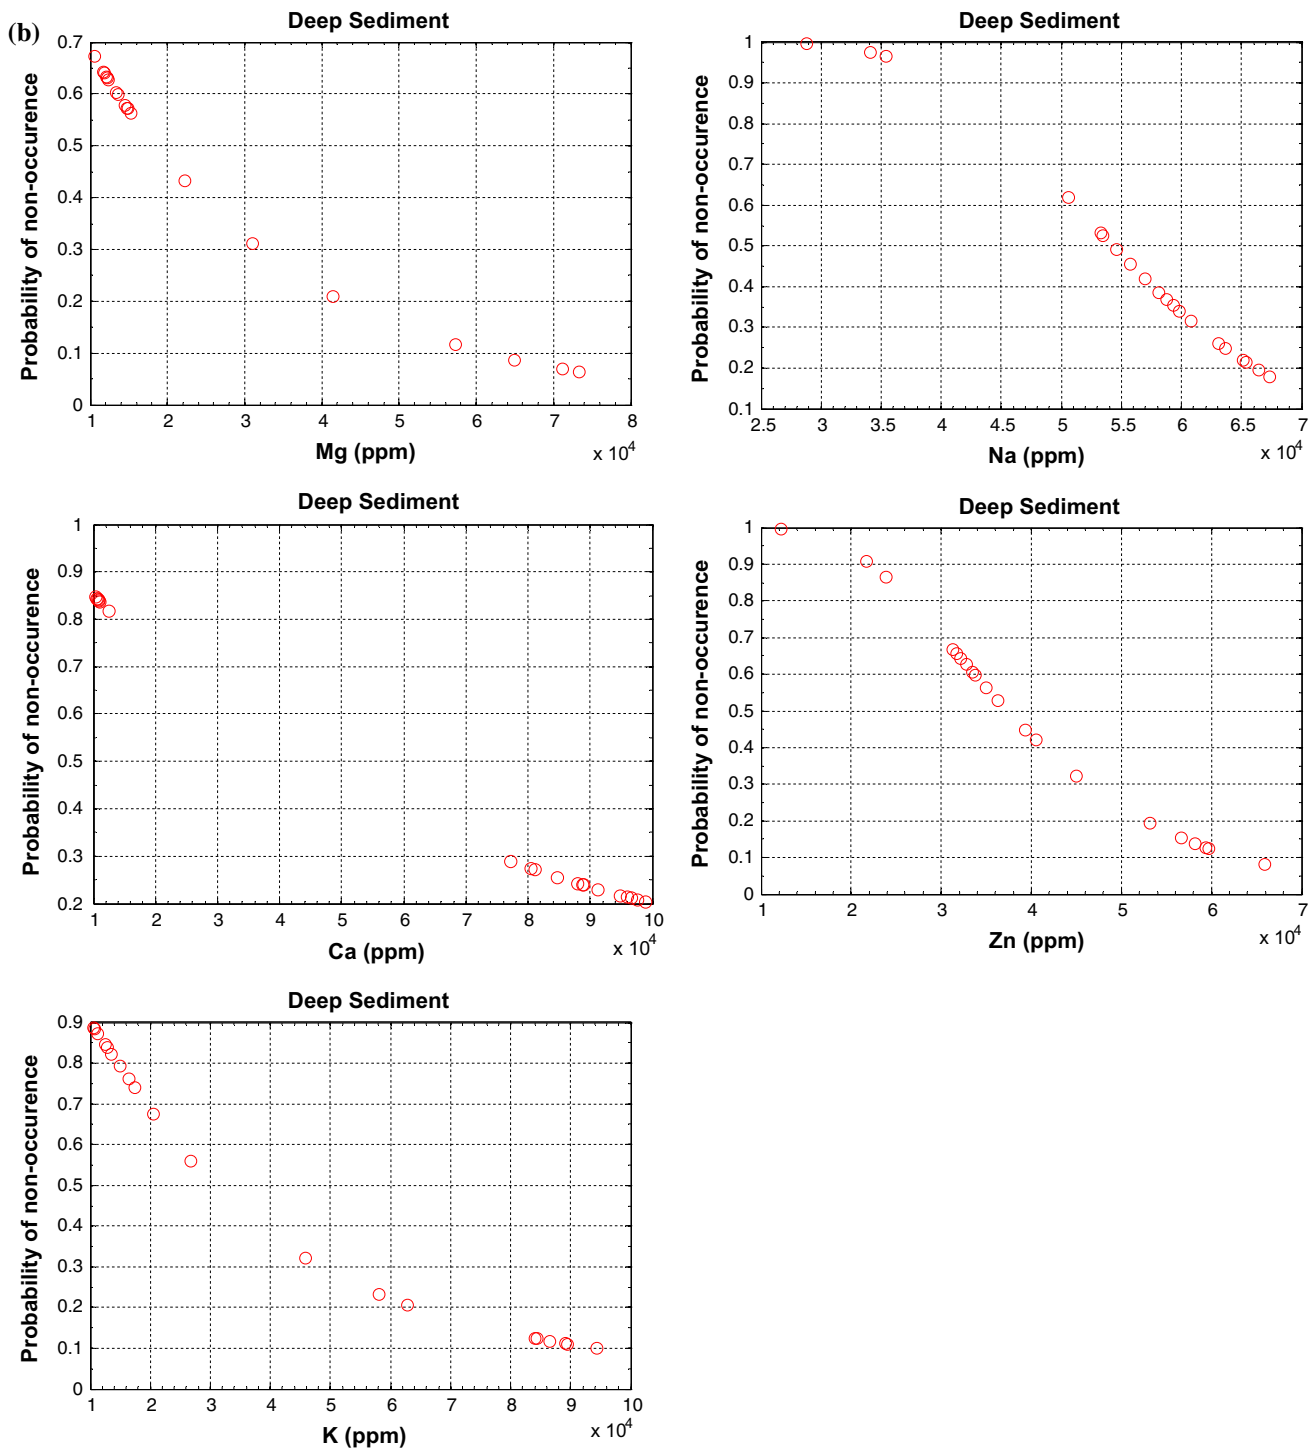 (b)
Deep Sediment
0.7
0.6
0.5
0.4
0.3
0.2
0.1
0
Probability of non-occurence
1 2 3 4 5 6 7 8
Mg (ppm)
x 10^4
Deep Sediment
1
0.9
0.8
0.7
0.6
0.5
0.4
0.3
0.2
0.1
Probability of non-occurence
2.5 3 3.5 4 4.5 5 5.5 6 6.5 7
Na (ppm)
x 10^4
Deep Sediment
1
0.9
0.8
0.7
0.6
0.5
0.4
0.3
0.2
Probability of non-occurence
1 2 3 4 5 6 7 8 9 10
Ca (ppm)
x 10^4
Deep Sediment
1
0.9
0.8
0.7
0.6
0.5
0.4
0.3
0.2
0.1
0
Probability of non-occurence
1 2 3 4 5 6 7
Zn (ppm)
x 10^4
Deep Sediment
0.9
0.8
0.7
0.6
0.5
0.4
0.3
0.2
0.1
0
Probability of non-occurence
1 2 3 4 5 6 7 8 9 10
K (ppm)
x 10^4